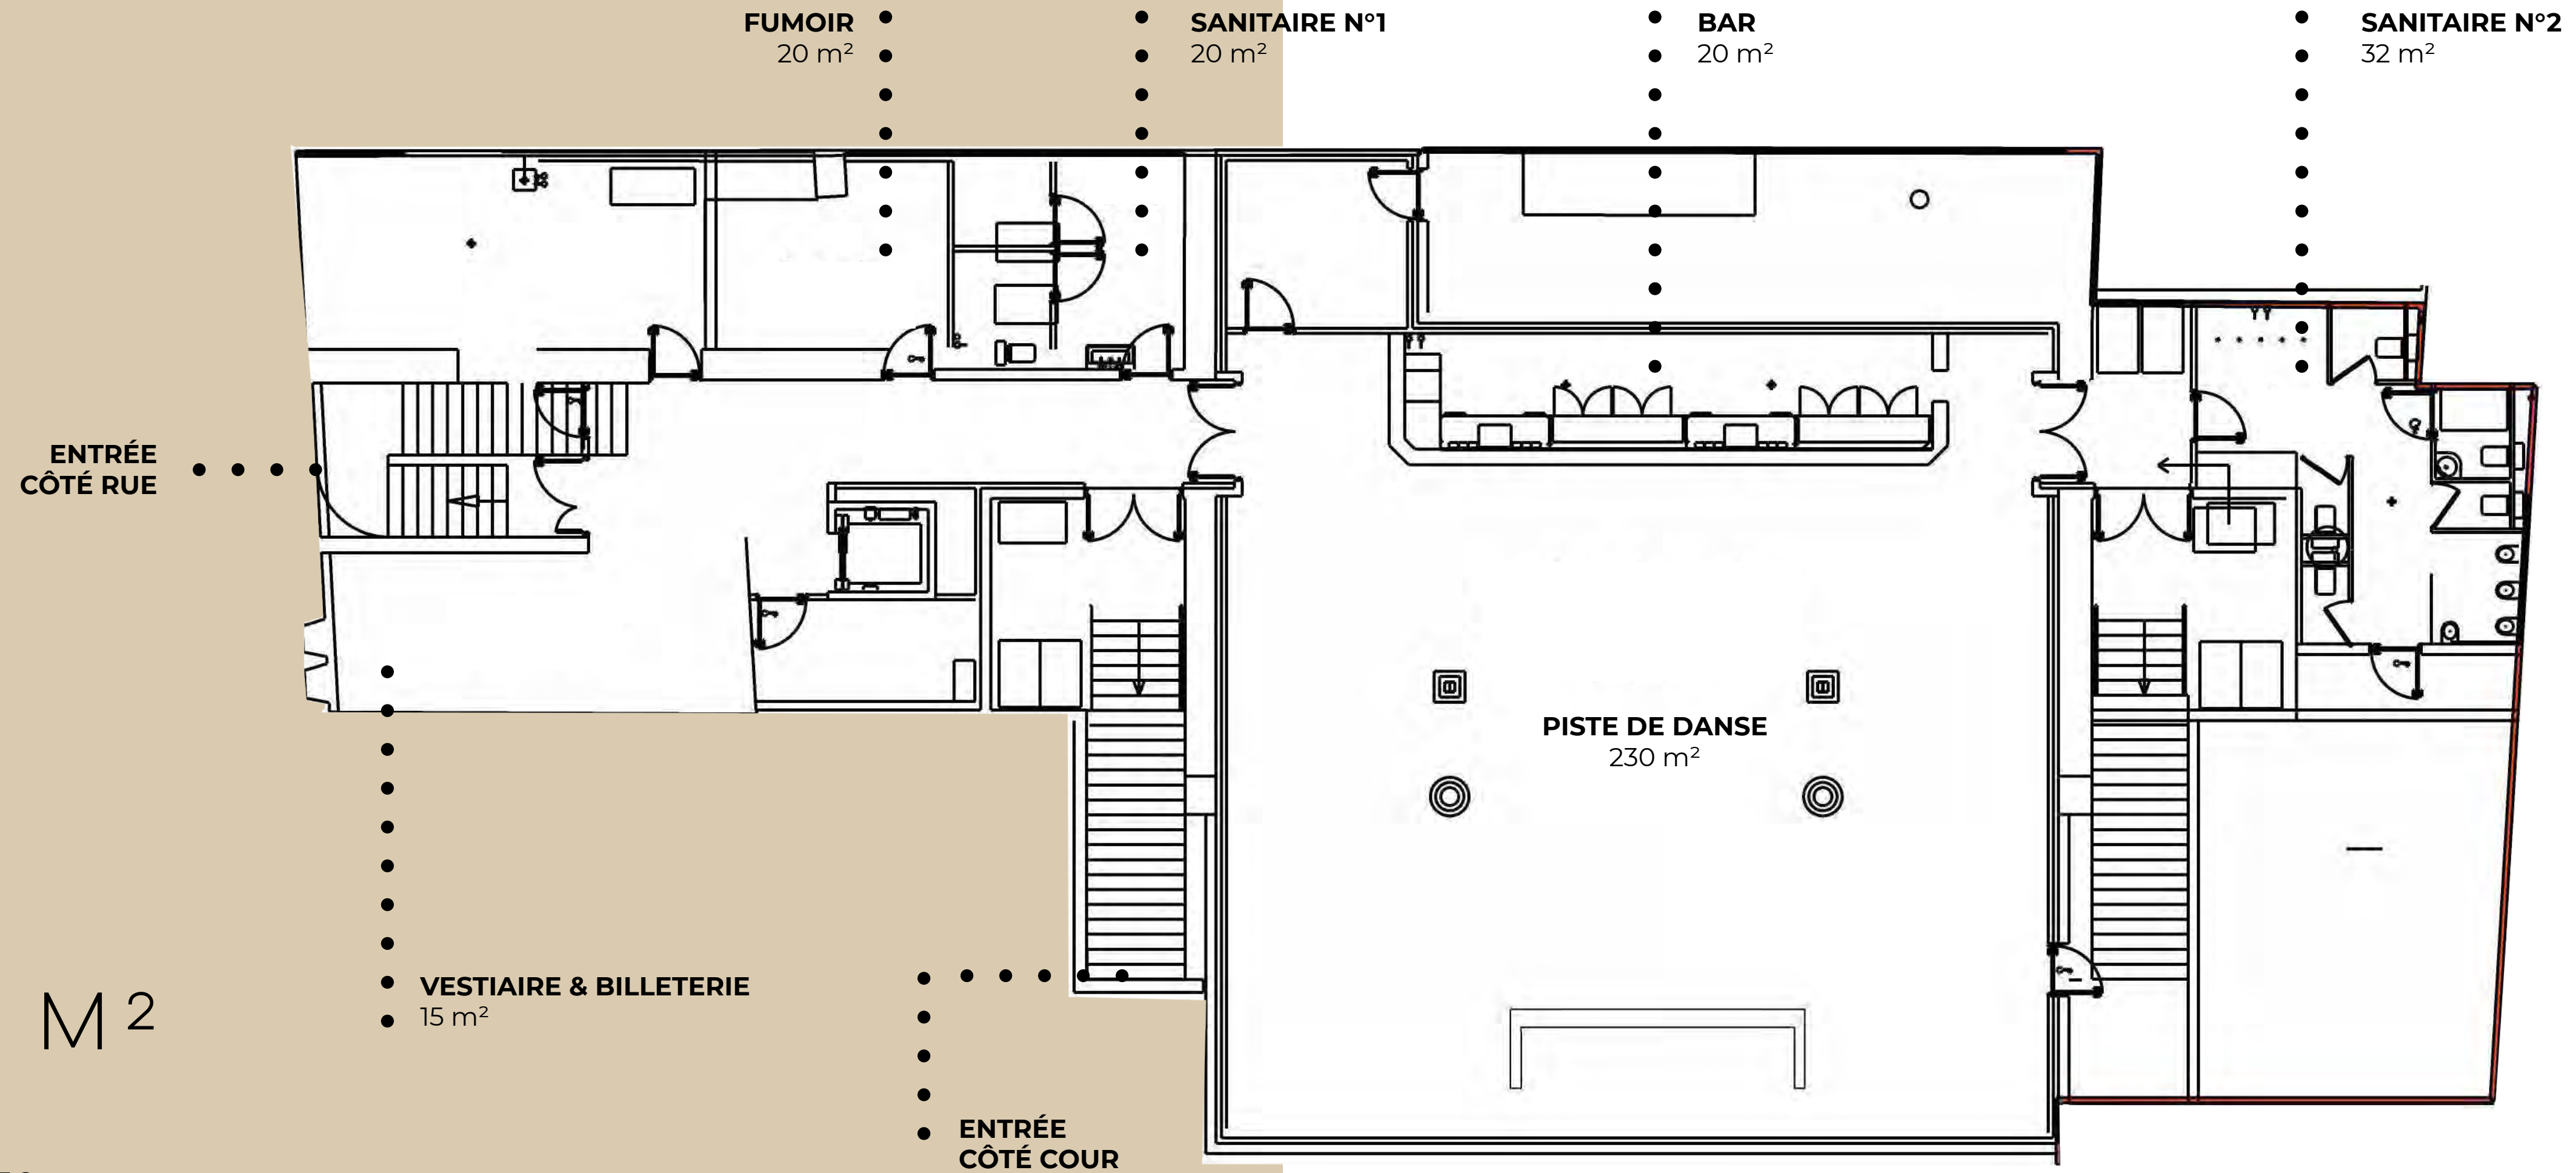 FUMOIR
20 m²
SANITAIRE N°1
20 m²
BAR
20 m²
SANITAIRE N°2
32 m²
ENTRÉE
CÔTÉ RUE
PISTE DE DANSE
230 m²
VESTIAIRE & BILLETERIE
15 m²
M²
ENTRÉE
CÔTÉ COUR